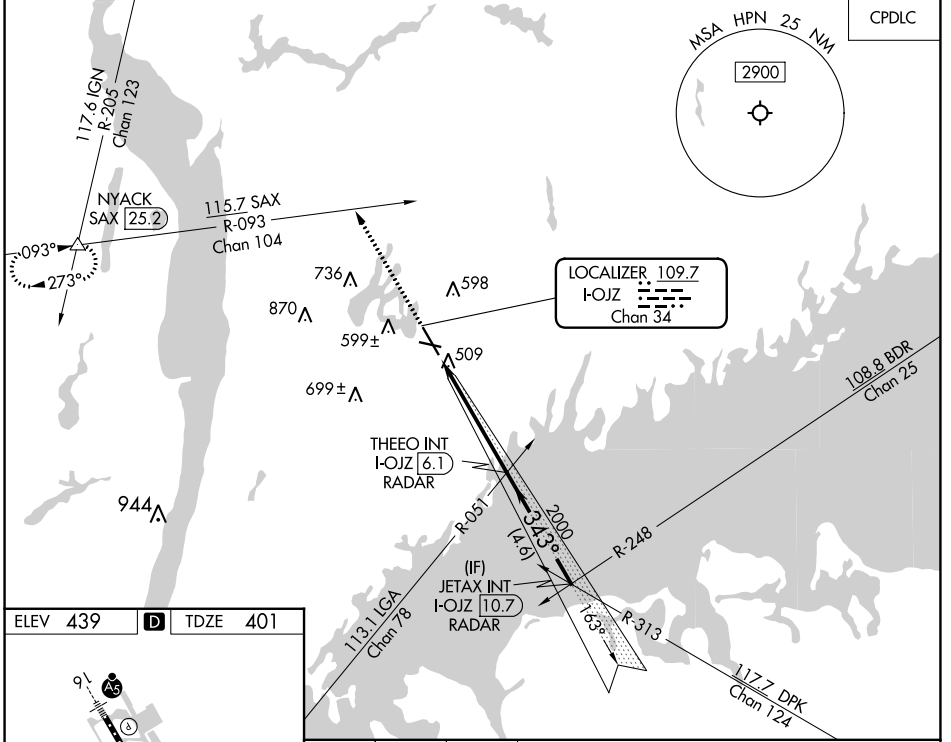 CPDLC
MSA HPN 25 NM
2900
117.6 IGN
R-205
Chan 123
NYACK
SAX 25.2
115.7 SAX
R-093
Chan 104
093°
273°
736
598
870
599±
509
699±
LOCALIZER 109.7
I-OJZ
Chan 34
108.8 BDR
Chan 25
THEEO INT
I-OJZ 6.1
RADAR
944
R-051
2000
343°
(4.6)
R-248
(IF)
JETAX INT
I-OJZ 10.7
RADAR
163°
R-313
113.1 LGA
Chan 78
117.7 DPK
Chan 124
ELEV 439 D TDZE 401
16
A5
P